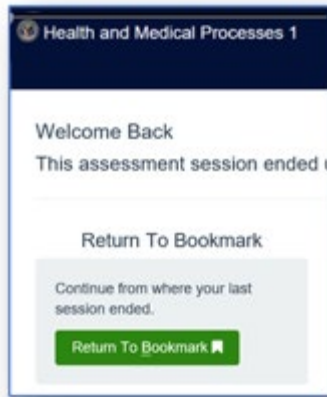 Health and Medical Processes 1
Welcome Back
This assessment session ended
Return To Bookmark
Continue from where your last
session ended.
Return To Bookmark